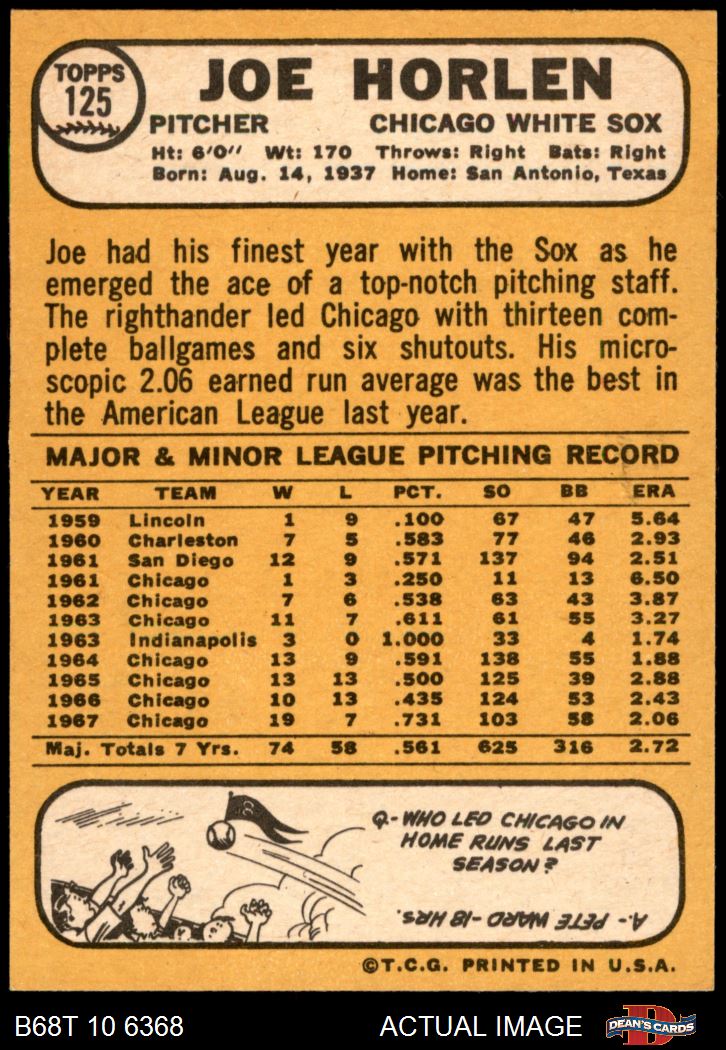 TOPPS
125
JOE HORLEN
PITCHER CHICAGO WHITE SOX
Ht: 6'0" Wt: 170 Throws: Right Bats: Right
Born: Aug. 14, 1937 Home: San Antonio, Texas
Joe had his finest year with the Sox as he
emerged the ace of a top-notch pitching staff.
The righthander led Chicago with thirteen com-
plete ballgames and six shutouts. His micro-
scopic 2.06 earned run average was the best in
the American League last year.
MAJOR & MINOR LEAGUE PITCHING RECORD
YEAR TEAM W L PCT. SO BB ERA
1959 Lincoln 1 9 .100 67 47 5.64
1960 Charleston 7 5 .583 77 46 2.93
1961 San Diego 12 9 .571 137 94 2.51
1961 Chicago 1 3 .250 11 13 6.50
1962 Chicago 7 6 .538 63 43 3.87
1963 Chicago 11 7 .611 61 55 3.27
1963 Indianapolis 3 0 1.000 33 4 1.74
1964 Chicago 13 9 .591 138 55 1.88
1965 Chicago 13 13 .500 125 39 2.88
1966 Chicago 10 13 .435 124 53 2.43
1967 Chicago 19 7 .731 103 58 2.06
Maj. Totals 7 Yrs. 74 58 .561 625 316 2.72
Q.-WHO LED CHICAGO IN
HOME RUNS LAST
SEASON?
A.-PETE WARD-18 HRS.
©T.C.G. PRINTED IN U.S.A.
B68T 10 6368 ACTUAL IMAGE
D
DEAN'S CARDS